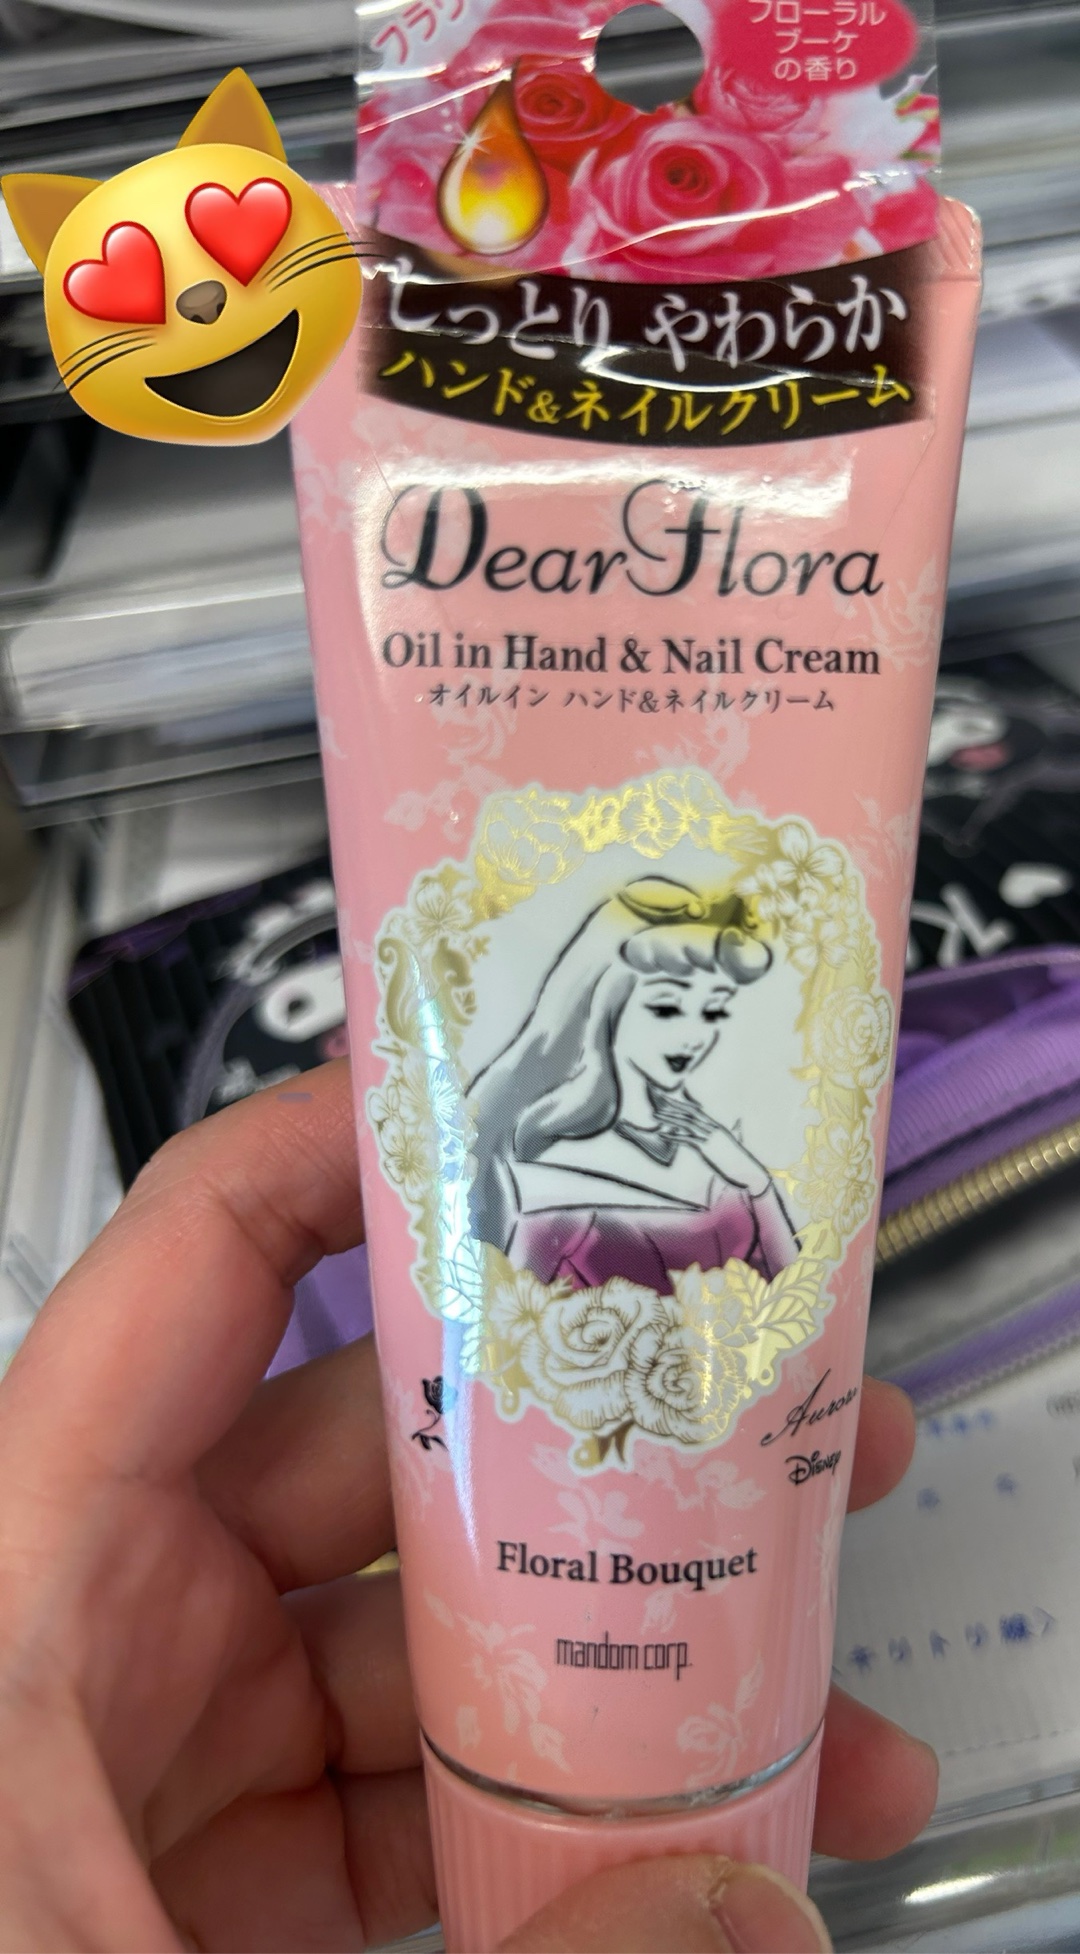 フローラル
ブーケ
の香り
しっとり やわらか
ハンド&ネイルクリーム
Dear Flora
Oil in Hand & Nail Cream
オイルイン ハンド&ネイルクリーム
Aurora
Disney
Floral Bouquet
mandom corp.